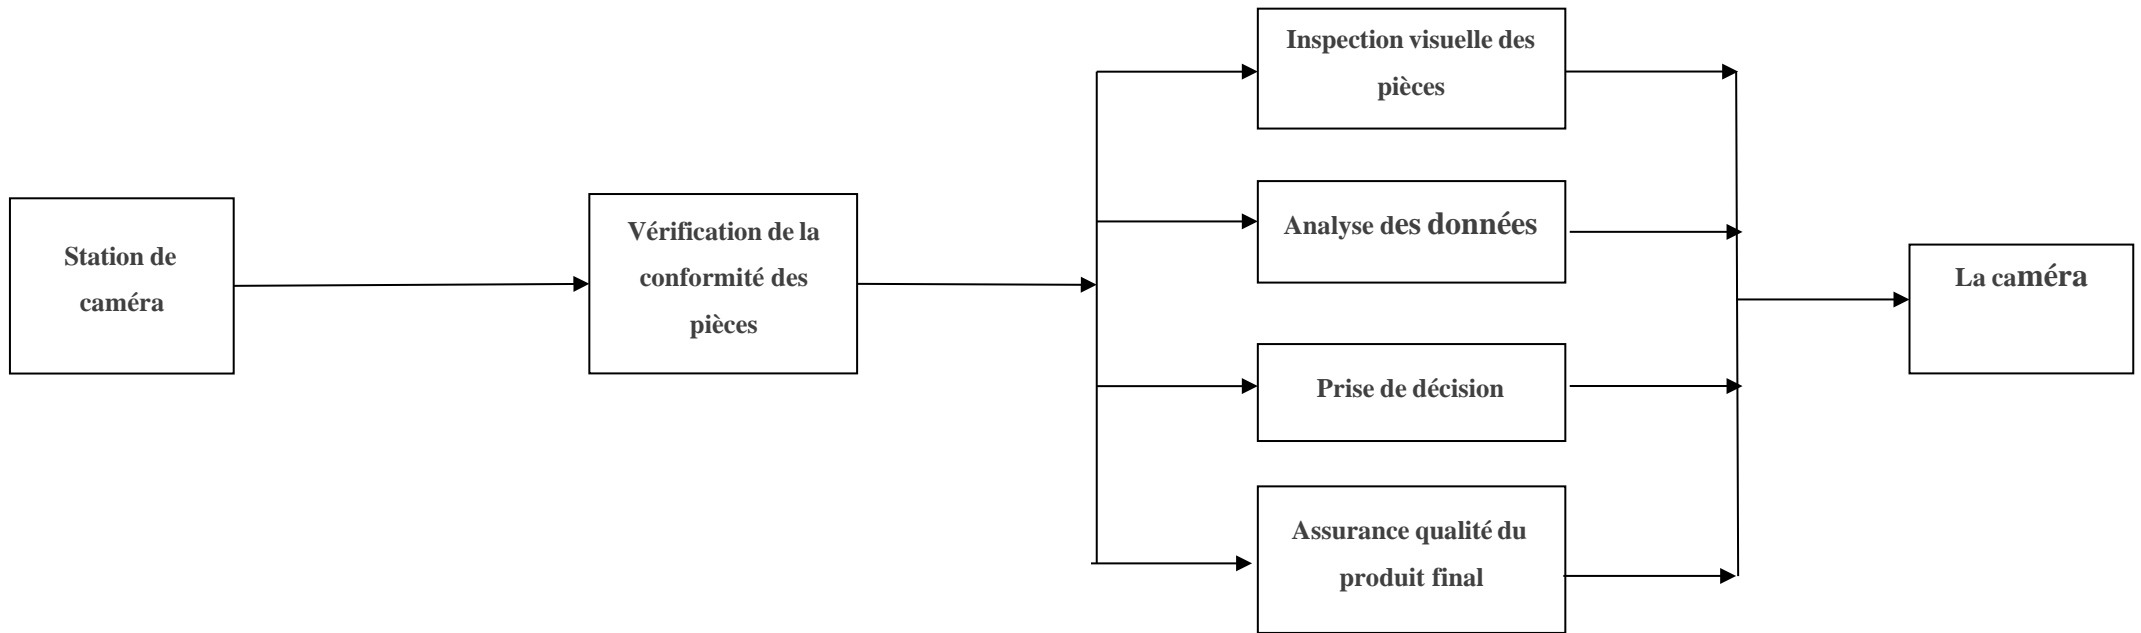 Station de
caméra
Vérification de la
conformité des
pièces
Inspection visuelle des
pièces
Analyse des données
Prise de décision
Assurance qualité du
produit final
La caméra